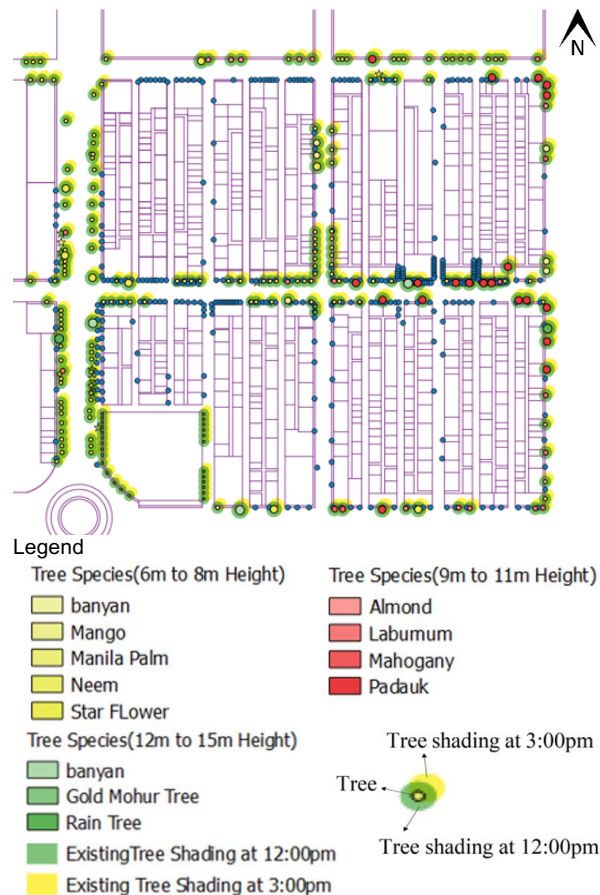 N
Legend
Tree Species(6m to 8m Height)
banyan
Mango
Manila Palm
Neem
Star FLower
Tree Species(9m to 11m Height)
Almond
Laburnum
Mahogany
Padauk
Tree Species(12m to 15m Height)
banyan
Gold Mohur Tree
Rain Tree
ExistingTree Shading at 12:00pm
Existing Tree Shading at 3:00pm
Tree shading at 3:00pm
Tree
Tree shading at 12:00pm